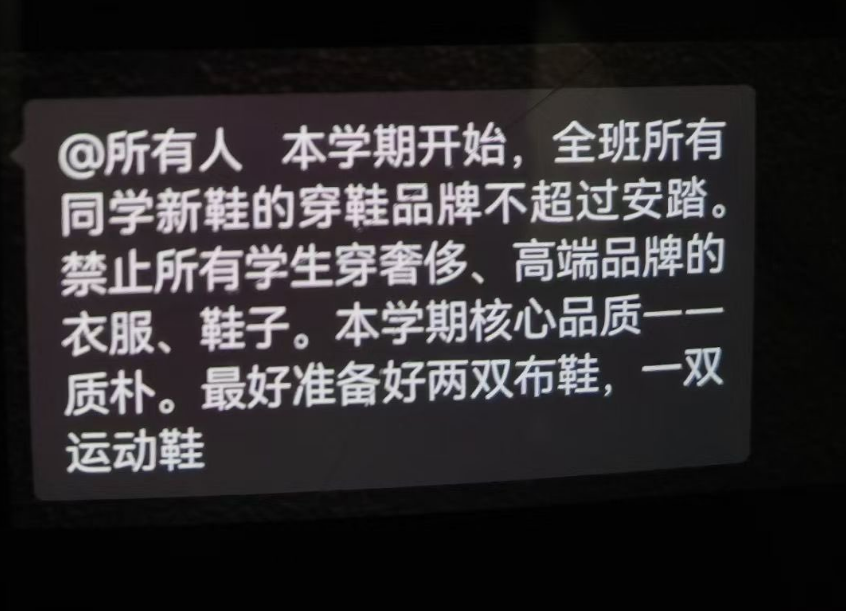 @所有人 本学期开始，全班所有
同学新鞋的穿鞋品牌不超过安踏。
禁止所有学生穿奢侈、高端品牌的
衣服、鞋子。本学期核心品质一一
质朴。最好准备好两双布鞋，一双
运动鞋